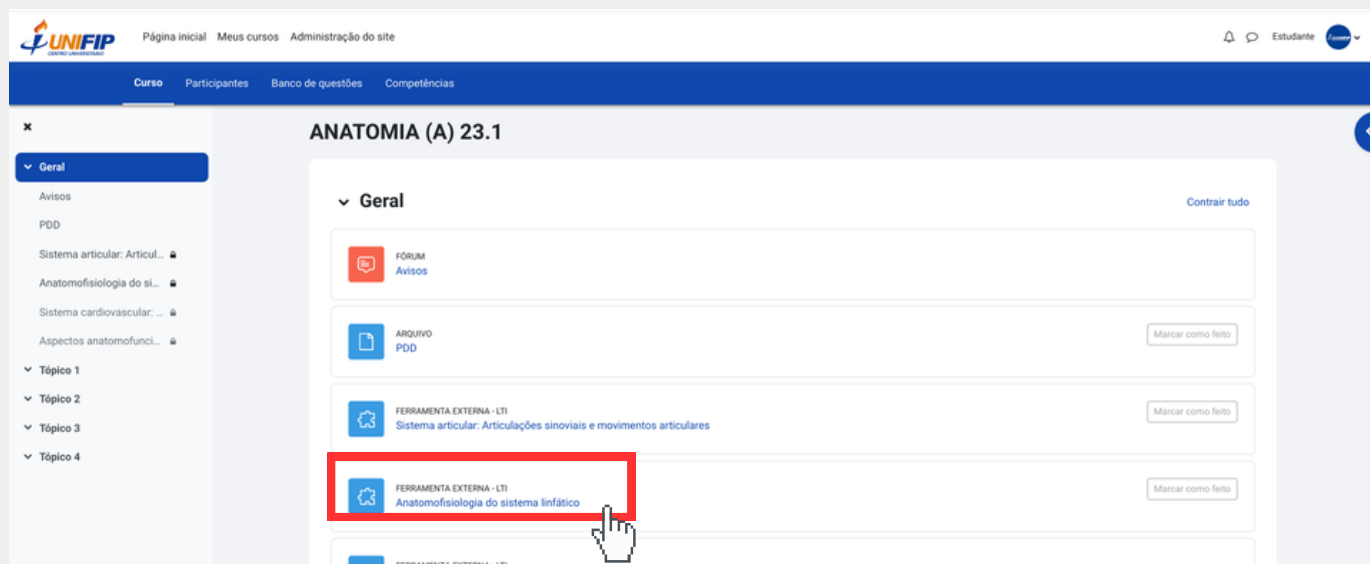 UNIFIP
CENTRO UNIVERSITÁRIO
Página inicial Meus cursos Administração do site
Estudante
Curso Participantes Banco de questões Competências
Geral
Avisos
PDD
Sistema articular: Articul...
Anatomofisiologia do si...
Sistema cardiovascular: ...
Aspectos anatomofunci...
Tópico 1
Tópico 2
Tópico 3
Tópico 4
ANATOMIA (A) 23.1
Geral
Contrair tudo
FÓRUM
Avisos
ARQUIVO
PDD
Marcar como feito
FERRAMENTA EXTERNA - LTI
Sistema articular: Articulações sinoviais e movimentos articulares
Marcar como feito
FERRAMENTA EXTERNA - LTI
Anatomofisiologia do sistema linfático
Marcar como feito